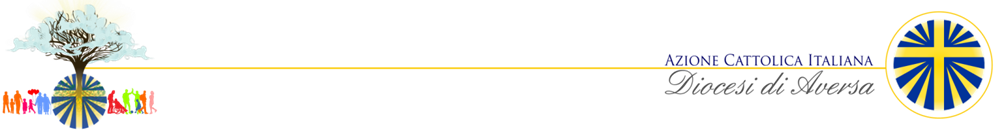 Azione Cattolica Italiana
Diocesi di Aversa